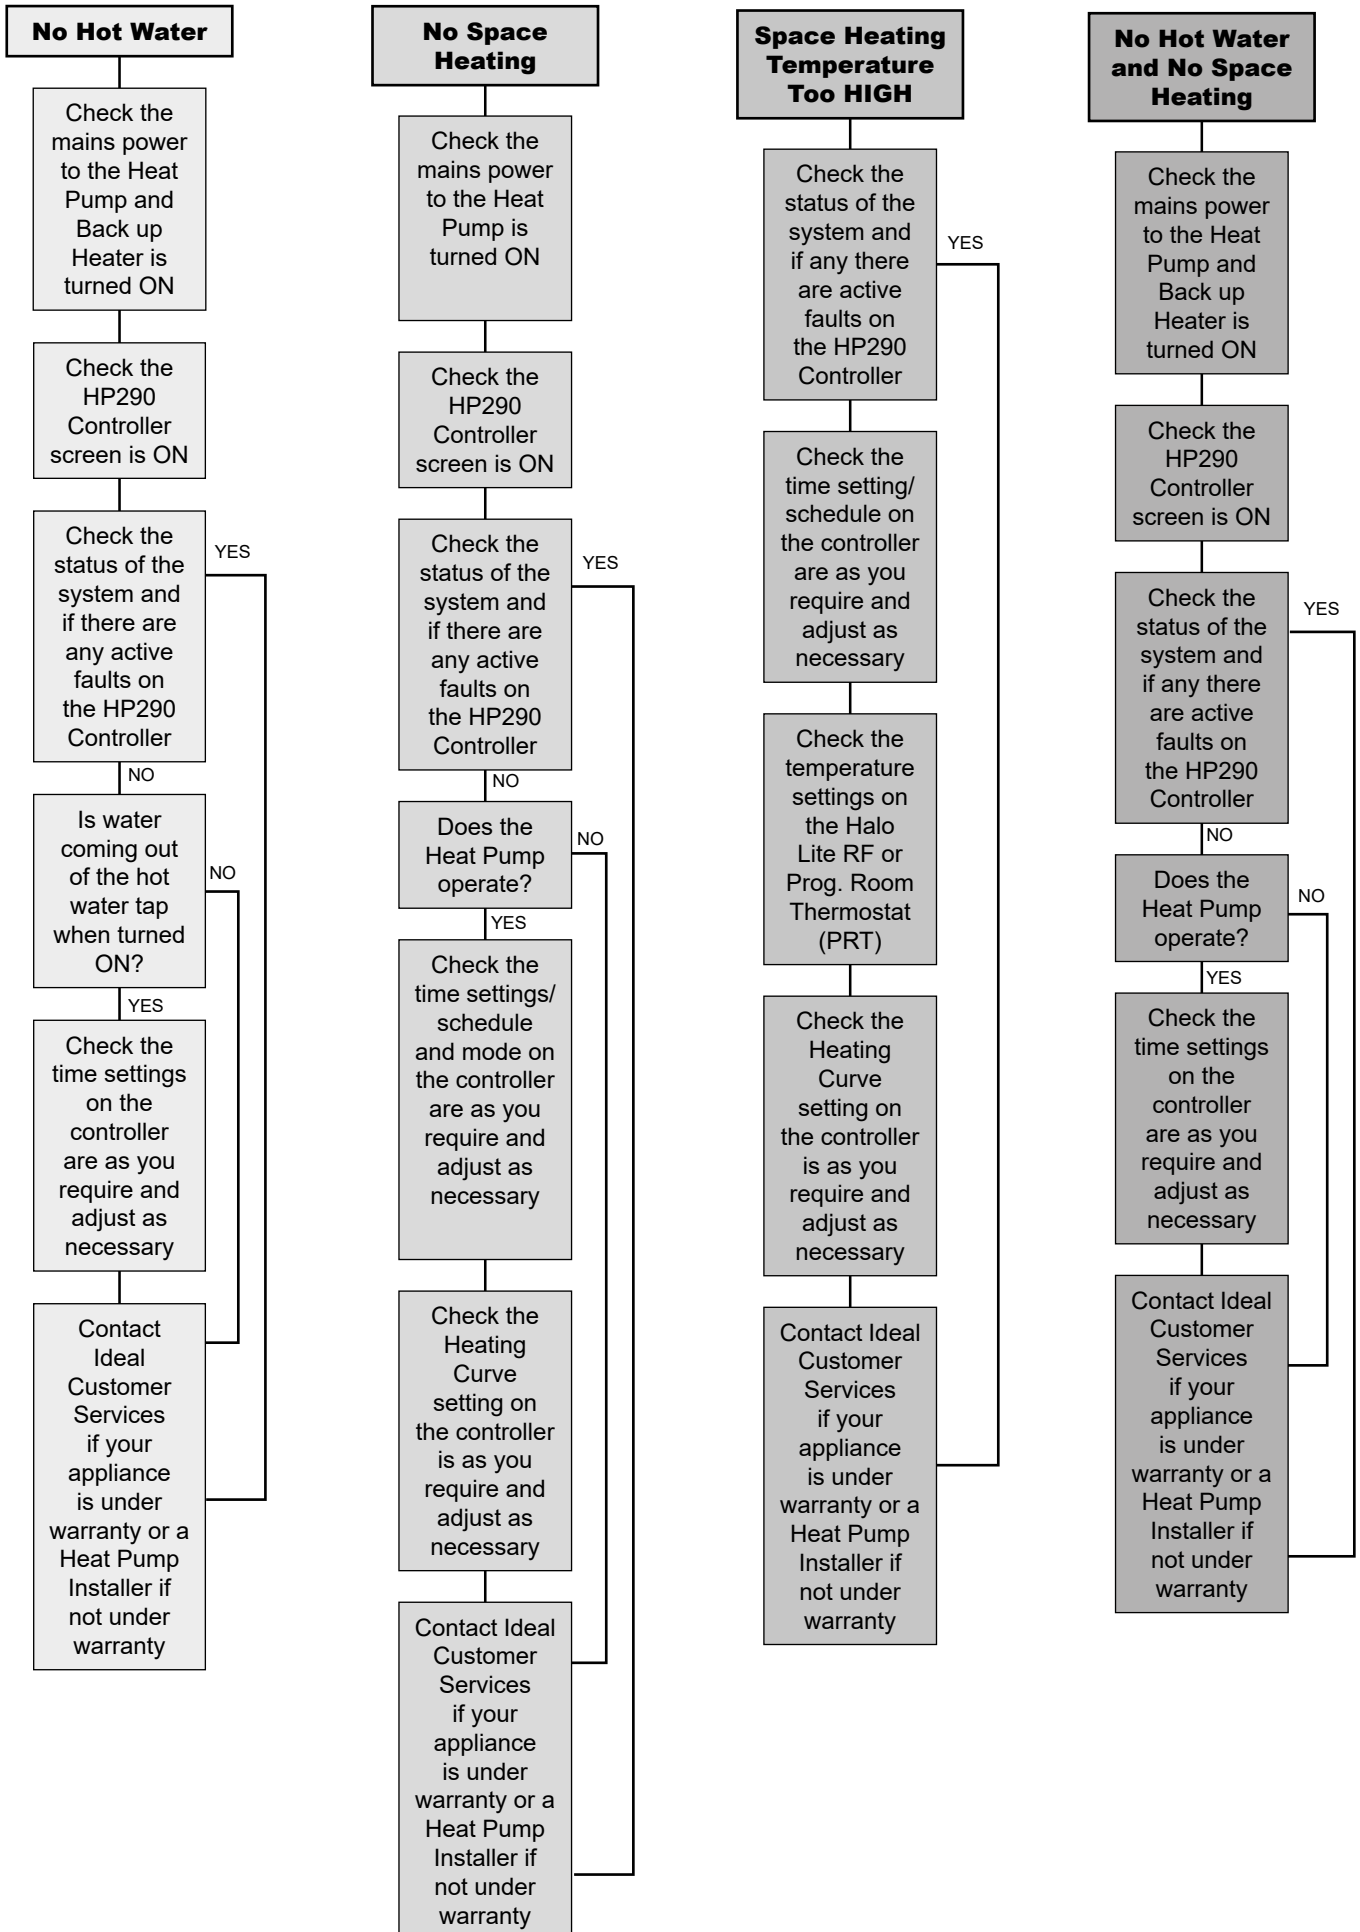 No Hot Water
Check the
mains power
to the Heat
Pump and
Back up
Heater is
turned ON
Check the
HP290
Controller
screen is ON
Check the
status of the
system and
if there are
any active
faults on
the HP290
Controller
YES
NO
Is water
coming out
of the hot
water tap
when turned
ON?
NO
YES
Check the
time settings
on the
controller
are as you
require and
adjust as
necessary
Contact
Ideal
Customer
Services
if your
appliance
is under
warranty or a
Heat Pump
Installer if
not under
warranty
No Space
Heating
Check the
mains power
to the Heat
Pump is
turned ON
Check the
HP290
Controller
screen is ON
Check the
status of the
system and
if there are
any active
faults on
the HP290
Controller
YES
NO
Does the
Heat Pump
operate?
NO
YES
Check the
time settings/
schedule
and mode on
the controller
are as you
require and
adjust as
necessary
Check the
Heating
Curve
setting on
the controller
is as you
require and
adjust as
necessary
Contact Ideal
Customer
Services
if your
appliance
is under
warranty or a
Heat Pump
Installer if
not under
warranty
Space Heating
Temperature
Too HIGH
Check the
status of the
system and
if any there
are active
faults on
the HP290
Controller
YES
Check the
time setting/
schedule on
the controller
are as you
require and
adjust as
necessary
Check the
temperature
settings on
the Halo
Lite RF or
Prog. Room
Thermostat
(PRT)
Check the
Heating
Curve
setting on
the controller
is as you
require and
adjust as
necessary
Contact Ideal
Customer
Services
if your
appliance
is under
warranty or a
Heat Pump
Installer if
not under
warranty
No Hot Water
and No Space
Heating
Check the
mains power
to the Heat
Pump and
Back up
Heater is
turned ON
Check the
HP290
Controller
screen is ON
Check the
status of the
system and
if any there
are active
faults on
the HP290
Controller
YES
NO
Does the
Heat Pump
operate?
NO
YES
Check the
time settings
on the
controller
are as you
require and
adjust as
necessary
Contact Ideal
Customer
Services
if your
appliance
is under
warranty or a
Heat Pump
Installer if
not under
warranty